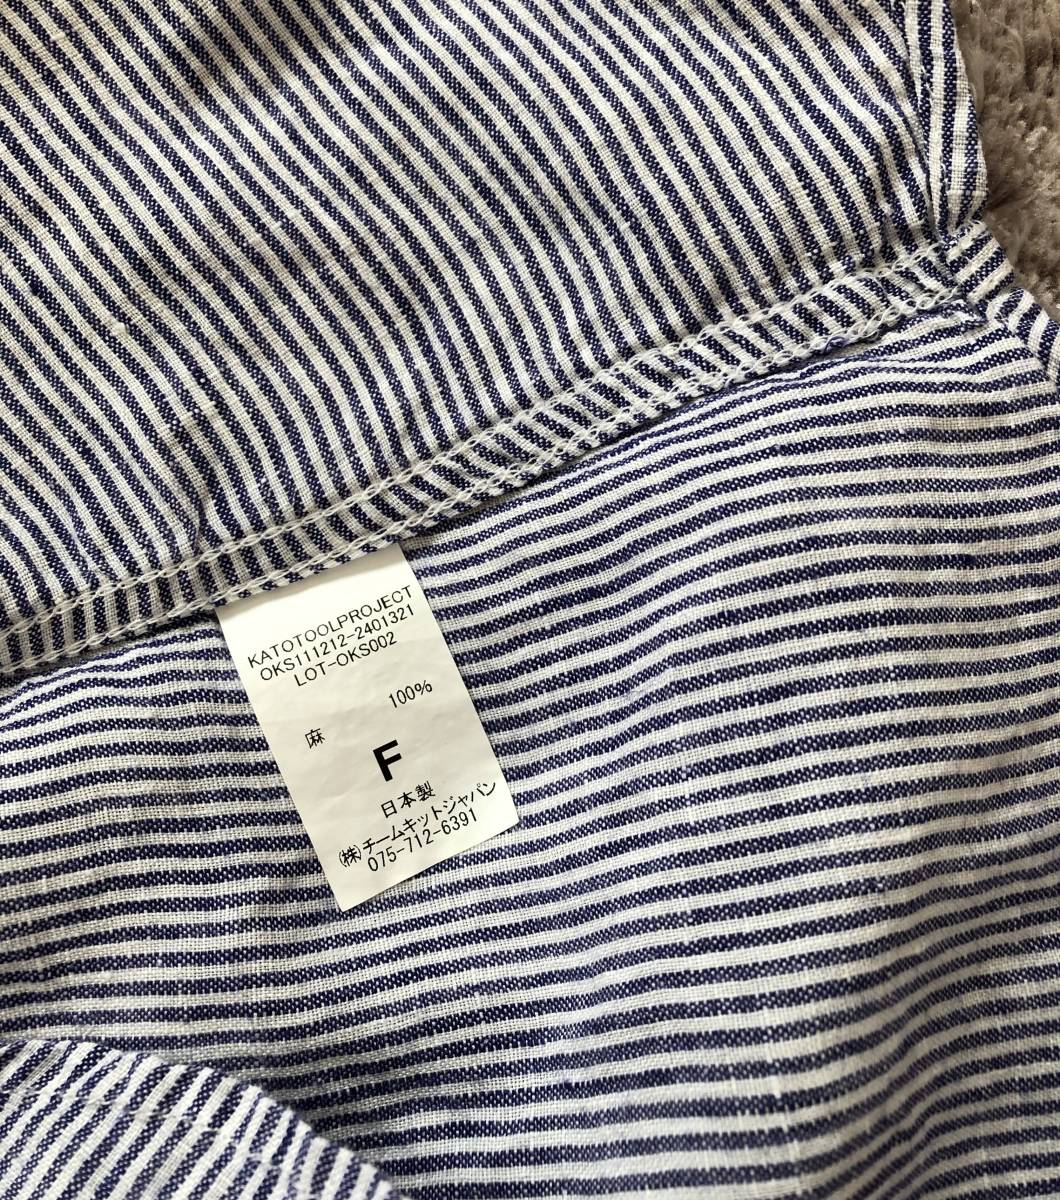 KATOTOOLPROJECT
OKS111212-2401321
LOT-OKS002
100%
麻
F
日本製
㈱チームキットジャパン
075-712-6391